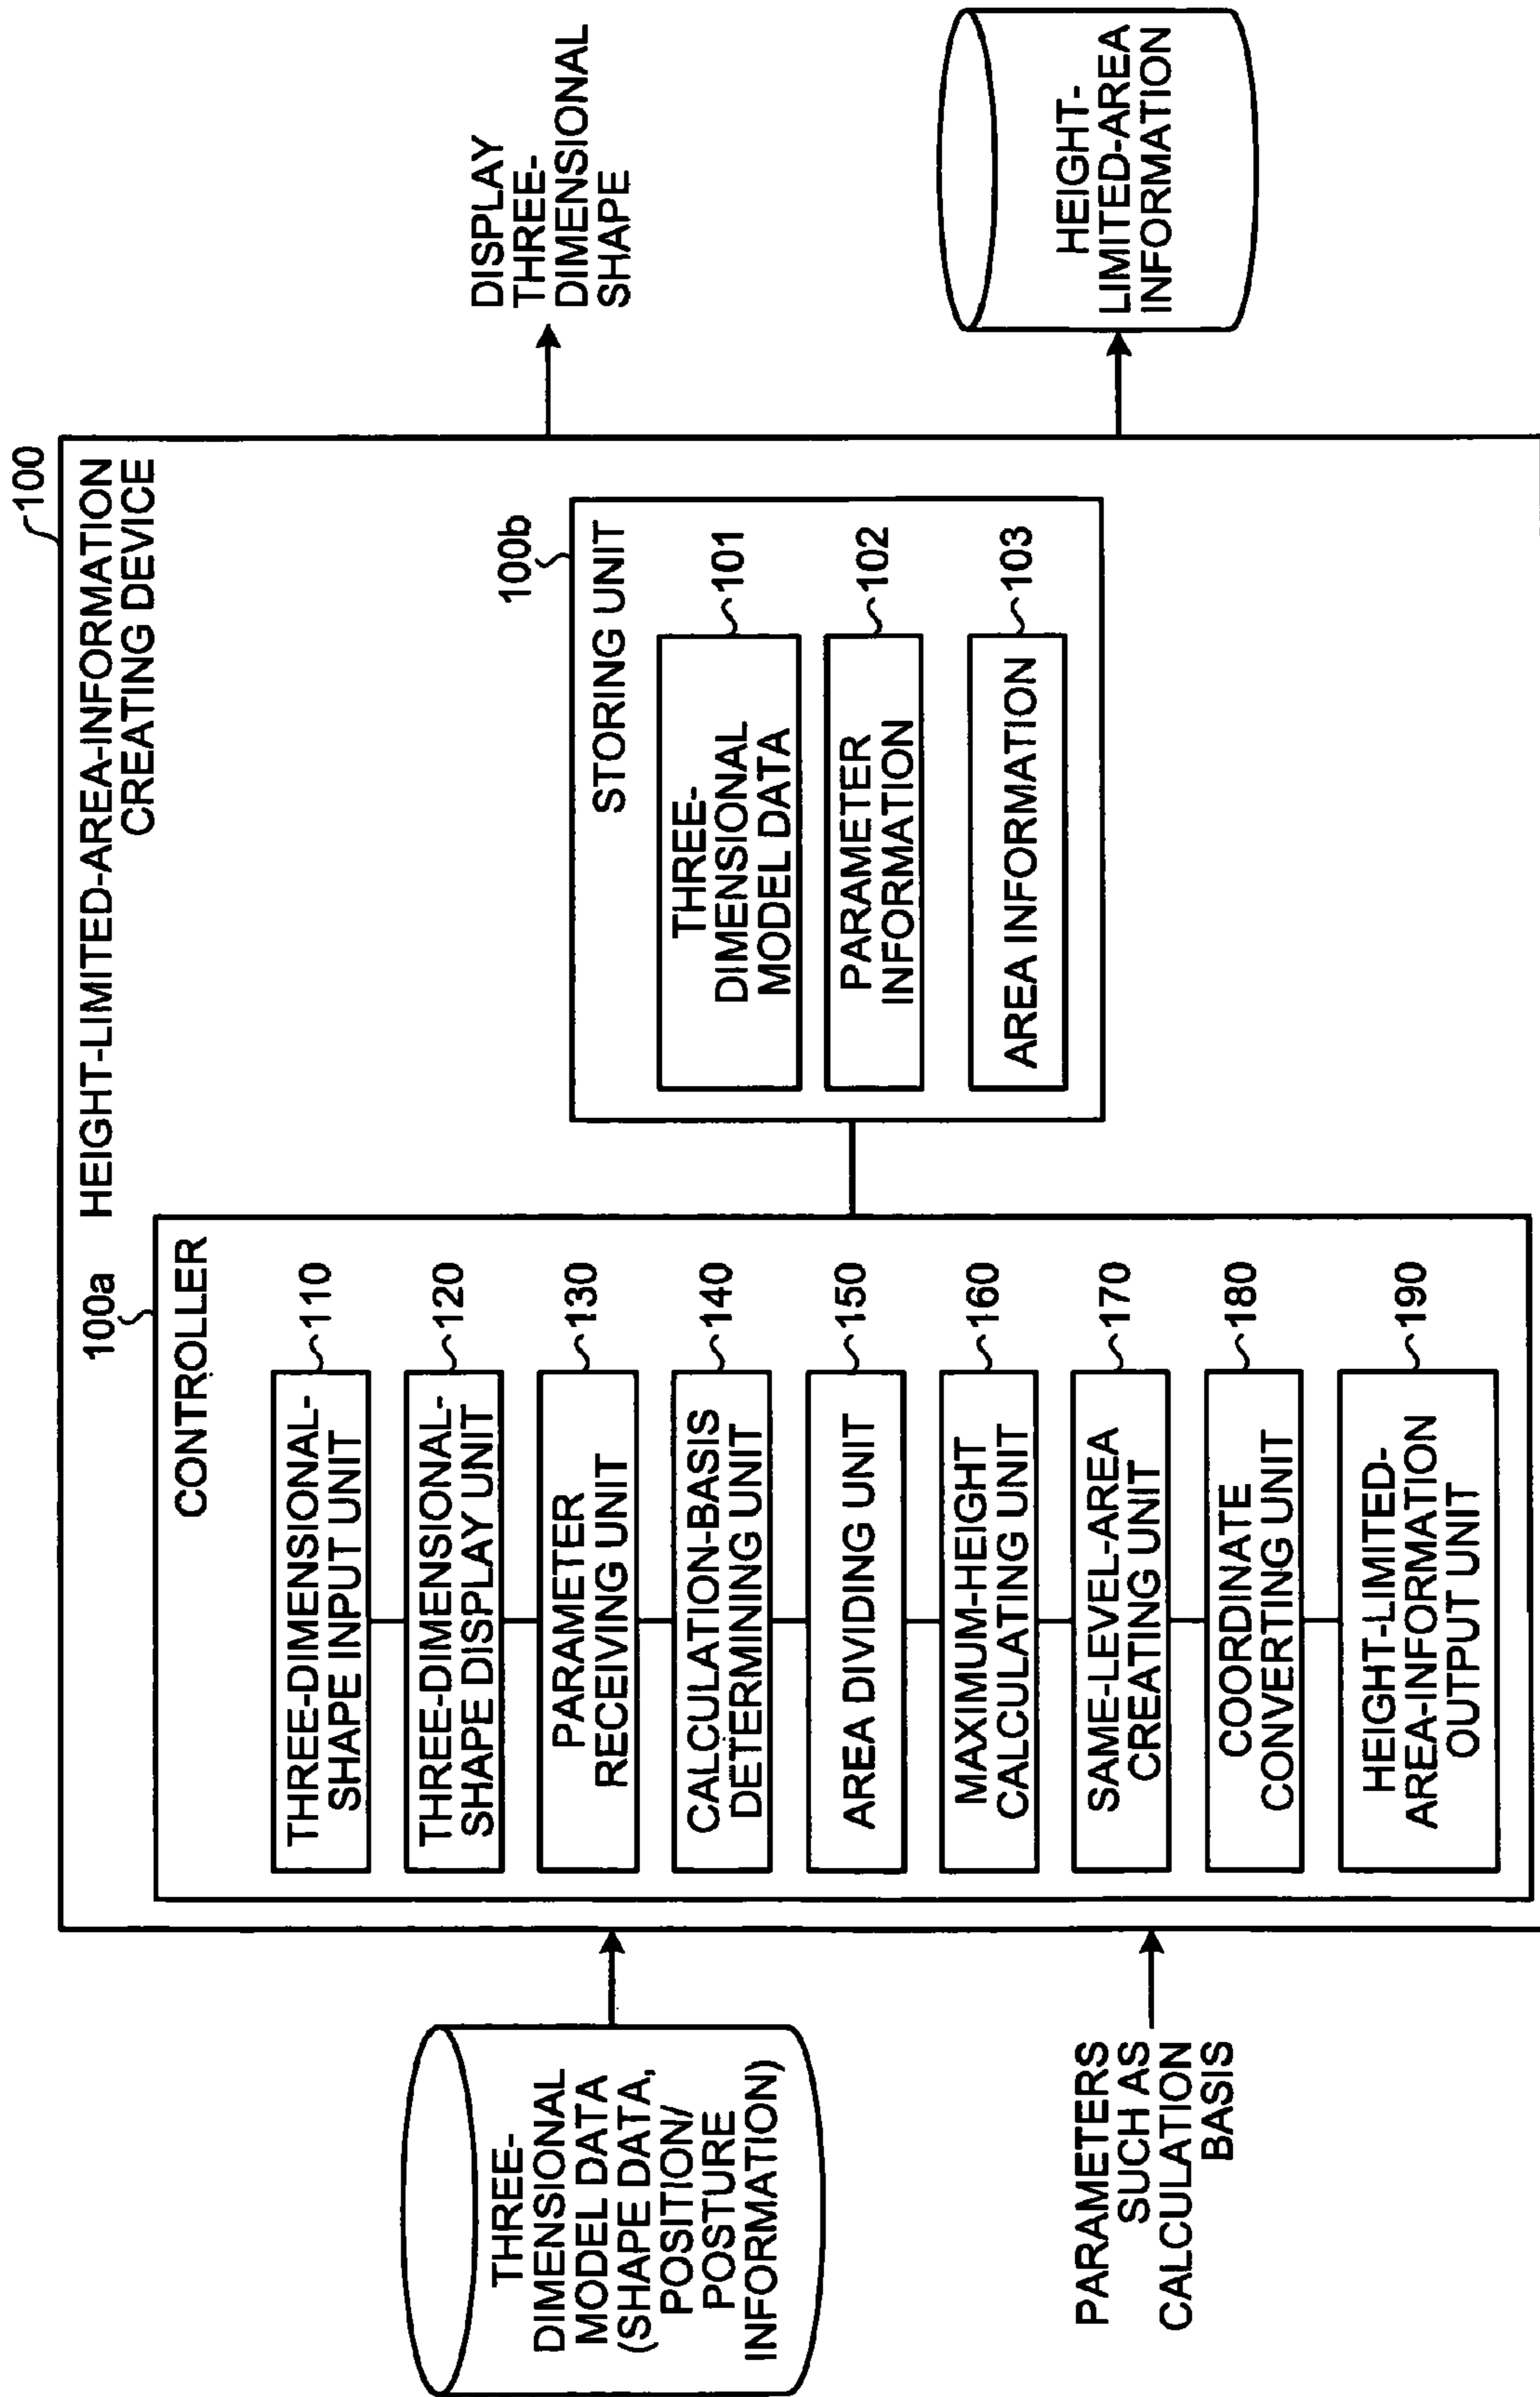 100
HEIGHT-LIMITED-AREA-INFORMATION
CREATING DEVICE
100a
CONTROLLER
THREE-DIMENSIONAL-
SHAPE INPUT UNIT
110
THREE-DIMENSIONAL-
SHAPE DISPLAY UNIT
120
PARAMETER
RECEIVING UNIT
130
CALCULATION-BASIS
DETERMINING UNIT
140
AREA DIVIDING UNIT
150
MAXIMUM-HEIGHT
CALCULATING UNIT
160
SAME-LEVEL-AREA
CREATING UNIT
170
COORDINATE
CONVERTING UNIT
180
HEIGHT-LIMITED-
AREA-INFORMATION
OUTPUT UNIT
190
100b
STORING UNIT
THREE-
DIMENSIONAL
MODEL DATA
101
PARAMETER
INFORMATION
102
AREA INFORMATION
103
THREE-
DIMENSIONAL
MODEL DATA
(SHAPE DATA,
POSITION/
POSTURE
INFORMATION)
PARAMETERS
SUCH AS
CALCULATION
BASIS
DISPLAY
THREE-
DIMENSIONAL
SHAPE
HEIGHT-
LIMITED-AREA
INFORMATION